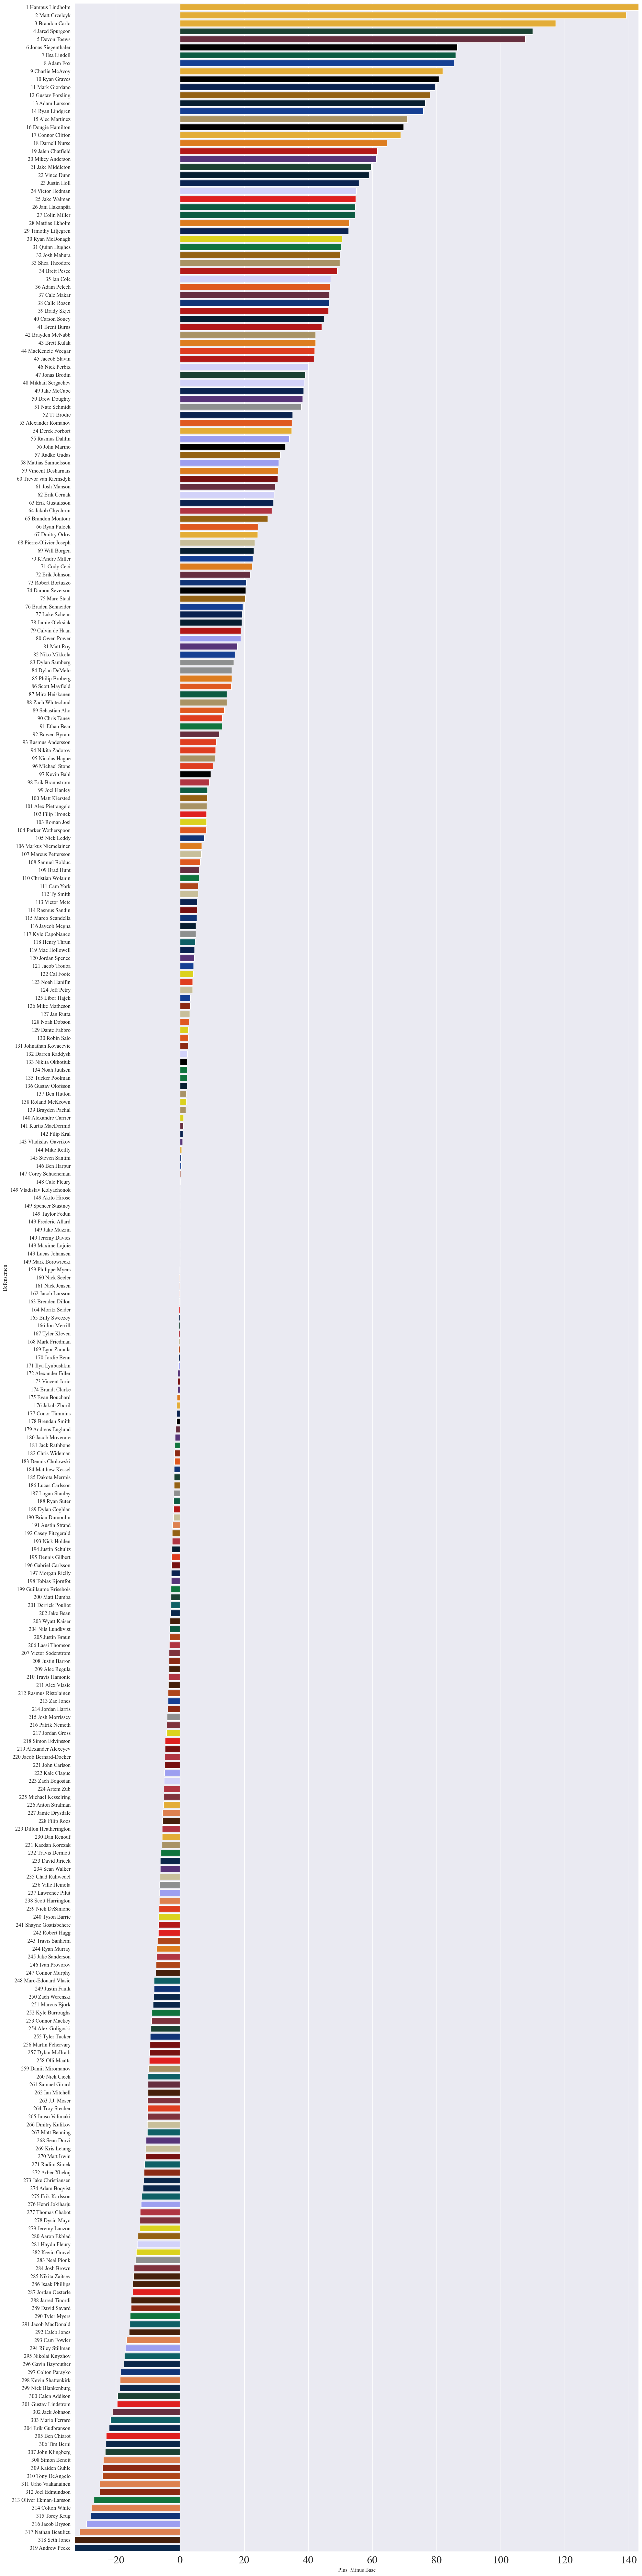 1 Hampus Lindholm
2 Matt Grzelcyk
3 Brandon Carlo
4 Jared Spurgeon
5 Devon Toews
6 Jonas Siegenthaler
7 Esa Lindell
8 Adam Fox
9 Charlie McAvoy
10 Ryan Graves
11 Mark Giordano
12 Gustav Forsling
13 Adam Larsson
14 Ryan Lindgren
15 Alec Martinez
16 Dougie Hamilton
17 Connor Clifton
18 Darnell Nurse
19 Jalen Chatfield
20 Mikey Anderson
21 Jake Middleton
22 Vince Dunn
23 Justin Holl
24 Victor Hedman
25 Jake Walman
26 Jani Hakanpää
27 Colin Miller
28 Mattias Ekholm
29 Timothy Liljegren
30 Ryan McDonagh
31 Quinn Hughes
32 Josh Mahura
33 Shea Theodore
34 Brett Pesce
35 Ian Cole
36 Adam Pelech
37 Cale Makar
38 Calle Rosen
39 Brady Skjei
40 Carson Soucy
41 Brent Burns
42 Brayden McNabb
43 Brett Kulak
44 MacKenzie Weegar
45 Jaccob Slavin
46 Nick Perbix
47 Jonas Brodin
48 Mikhail Sergachev
49 Jake McCabe
50 Drew Doughty
51 Nate Schmidt
52 TJ Brodie
53 Alexander Romanov
54 Derek Forbort
55 Rasmus Dahlin
56 John Marino
57 Radko Gudas
58 Mattias Samuelsson
59 Vincent Desharnais
60 Trevor van Riemsdyk
61 Josh Manson
62 Erik Cernak
63 Erik Gustafsson
64 Jakob Chychrun
65 Brandon Montour
66 Ryan Pulock
67 Dmitry Orlov
68 Pierre-Olivier Joseph
69 Will Borgen
70 K'Andre Miller
71 Cody Ceci
72 Erik Johnson
73 Robert Bortuzzo
74 Damon Severson
75 Marc Staal
76 Braden Schneider
77 Luke Schenn
78 Jamie Oleksiak
79 Calvin de Haan
80 Owen Power
81 Matt Roy
82 Niko Mikkola
83 Dylan Samberg
84 Dylan DeMelo
85 Philip Broberg
86 Scott Mayfield
87 Miro Heiskanen
88 Zach Whitecloud
89 Sebastian Aho
90 Chris Tanev
91 Ethan Bear
92 Bowen Byram
93 Rasmus Andersson
94 Nikita Zadorov
95 Nicolas Hague
96 Michael Stone
97 Kevin Bahl
98 Erik Brannstrom
99 Joel Hanley
100 Matt Kiersted
101 Alex Pietrangelo
102 Filip Hronek
103 Roman Josi
104 Parker Wotherspoon
105 Nick Leddy
106 Markus Niemelainen
107 Marcus Pettersson
108 Samuel Bolduc
109 Brad Hunt
110 Christian Wolanin
111 Cam York
112 Ty Smith
113 Victor Mete
114 Rasmus Sandin
115 Marco Scandella
116 Jaycob Megna
117 Kyle Capobianco
118 Henry Thrun
119 Mac Hollowell
120 Jordan Spence
121 Jacob Trouba
122 Cal Foote
123 Noah Hanifin
124 Jeff Petry
125 Libor Hajek
126 Mike Matheson
127 Jan Rutta
128 Noah Dobson
129 Dante Fabbro
130 Robin Salo
131 Johnathan Kovacevic
132 Darren Raddysh
133 Nikita Okhotiuk
134 Noah Juulsen
135 Tucker Poolman
136 Gustav Olofsson
137 Ben Hutton
138 Roland McKeown
139 Brayden Pachal
140 Alexandre Carrier
141 Kurtis MacDermid
142 Filip Kral
143 Vladislav Gavrikov
144 Mike Reilly
145 Steven Santini
146 Ben Harpur
147 Corey Schueneman
148 Cale Fleury
149 Vladislav Kolyachonok
149 Akito Hirose
149 Spencer Stastney
149 Taylor Fedun
149 Frederic Allard
149 Jake Muzzin
149 Jeremy Davies
149 Maxime Lajoie
149 Lucas Johansen
149 Mark Borowiecki
159 Philippe Myers
160 Nick Seeler
161 Nick Jensen
162 Jacob Larsson
163 Brenden Dillon
164 Moritz Seider
165 Billy Sweezey
166 Jon Merrill
167 Tyler Kleven
168 Mark Friedman
169 Egor Zamula
170 Jordie Benn
171 Ilya Lyubushkin
172 Alexander Edler
173 Vincent Iorio
174 Brandt Clarke
175 Evan Bouchard
176 Jakub Zboril
177 Conor Timmins
178 Brendan Smith
179 Andreas Englund
180 Jacob Moverare
181 Jack Rathbone
182 Chris Wideman
183 Dennis Cholowski
184 Matthew Kessel
185 Dakota Mermis
186 Lucas Carlsson
187 Logan Stanley
188 Ryan Suter
189 Dylan Coghlan
190 Brian Dumoulin
191 Austin Strand
192 Casey Fitzgerald
193 Nick Holden
194 Justin Schultz
195 Dennis Gilbert
196 Gabriel Carlsson
197 Morgan Rielly
198 Tobias Bjornfot
199 Guillaume Brisebois
200 Matt Dumba
201 Derrick Pouliot
202 Jake Bean
203 Wyatt Kaiser
204 Nils Lundkvist
205 Justin Braun
206 Lassi Thomson
207 Victor Soderstrom
208 Justin Barron
209 Alec Regula
210 Travis Hamonic
211 Alex Vlasic
212 Rasmus Ristolainen
213 Zac Jones
214 Jordan Harris
215 Josh Morrissey
216 Patrik Nemeth
217 Jordan Gross
218 Simon Edvinsson
219 Alexander Alexeyev
220 Jacob Bernard-Docker
221 John Carlson
222 Kale Clague
223 Zach Bogosian
224 Artem Zub
225 Michael Kesselring
226 Anton Stralman
227 Jamie Drysdale
228 Filip Roos
229 Dillon Heatherington
230 Dan Renouf
231 Kaedan Korczak
232 Travis Dermott
233 David Jiricek
234 Sean Walker
235 Chad Ruhwedel
236 Ville Heinola
237 Lawrence Pilut
238 Scott Harrington
239 Nick DeSimone
240 Tyson Barrie
241 Shayne Gostisbehere
242 Robert Hagg
243 Travis Sanheim
244 Ryan Murray
245 Jake Sanderson
246 Ivan Provorov
247 Connor Murphy
248 Marc-Edouard Vlasic
249 Justin Faulk
250 Zach Werenski
251 Marcus Bjork
252 Kyle Burroughs
253 Connor Mackey
254 Alex Goligoski
255 Tyler Tucker
256 Martin Fehervary
257 Dylan McIlrath
258 Olli Maatta
259 Daniil Miromanov
260 Nick Cicek
261 Samuel Girard
262 Ian Mitchell
263 J.J. Moser
264 Troy Stecher
265 Juuso Valimaki
266 Dmitry Kulikov
267 Matt Benning
268 Sean Durzi
269 Kris Letang
270 Matt Irwin
271 Radim Simek
272 Arber Xhekaj
273 Jake Christiansen
274 Adam Boqvist
275 Erik Karlsson
276 Henri Jokiharju
277 Thomas Chabot
278 Dysin Mayo
279 Jeremy Lauzon
280 Aaron Ekblad
281 Haydn Fleury
282 Kevin Gravel
283 Neal Pionk
284 Josh Brown
285 Nikita Zaitsev
286 Isaak Phillips
287 Jordan Oesterle
288 Jarred Tinordi
289 David Savard
290 Tyler Myers
291 Jacob MacDonald
292 Caleb Jones
293 Cam Fowler
294 Riley Stillman
295 Nikolai Knyzhov
296 Gavin Bayreuther
297 Colton Parayko
298 Kevin Shattenkirk
299 Nick Blankenburg
300 Calen Addison
301 Gustav Lindstrom
302 Jack Johnson
303 Mario Ferraro
304 Erik Gudbranson
305 Ben Chiarot
306 Tim Berni
307 John Klingberg
308 Simon Benoit
309 Kaiden Guhle
310 Tony DeAngelo
311 Urho Vaakanainen
312 Joel Edmundson
313 Oliver Ekman-Larsson
314 Colton White
315 Torey Krug
316 Jacob Bryson
317 Nathan Beaulieu
318 Seth Jones
319 Andrew Peeke
Defensemen
−20 0 20 40 60 80 100 120 140
Plus_Minus Base